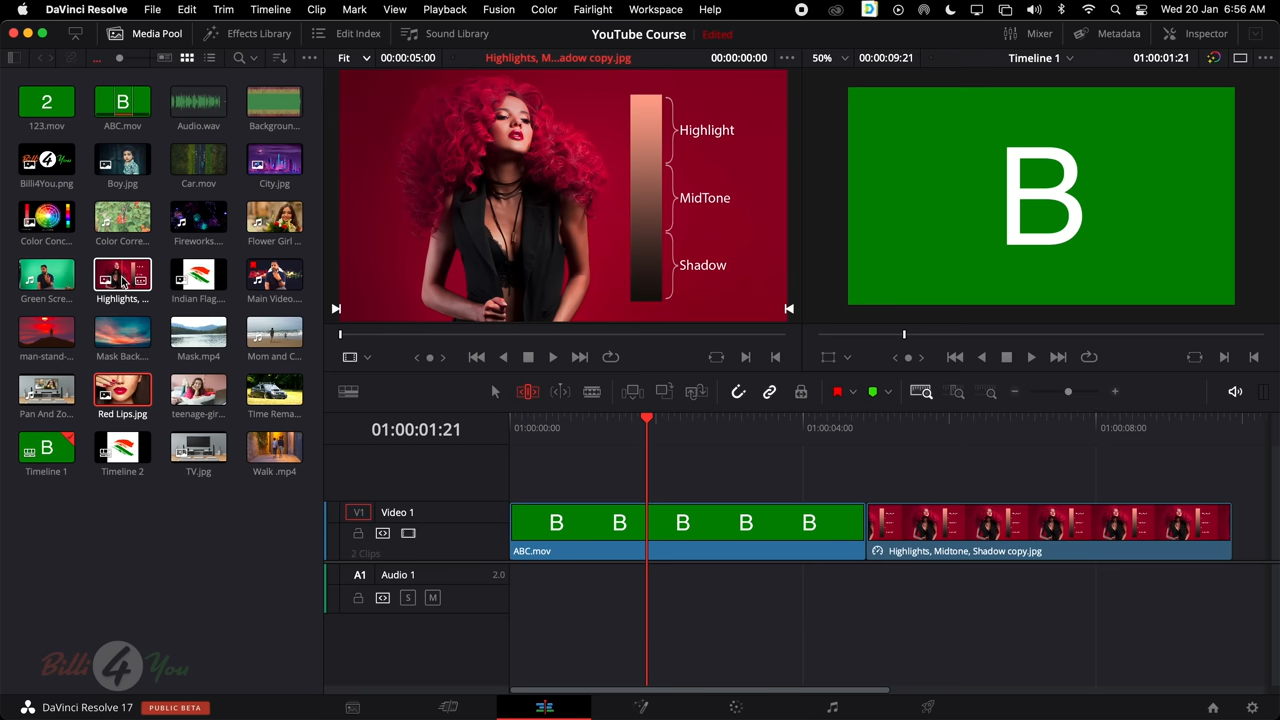 DaVinci Resolve File Edit Trim Timeline Clip Mark View Playback Fusion Color Fairlight Workspace Help Wed 20 Jan 6:56 AM
Media Pool Effects Library Edit Index Sound Library YouTube Course Edited Mixer Metadata Inspector
Fit 00:00:05:00 Highlights, M...adow copy.jpg 00:00:00:00 50% 00:00:09:21 Timeline 1 01:00:01:21
2 B
123.mov ABC.mov Audio.wav Backgroun...
Billi4You.png Boy.jpg Car.mov City.jpg
Color Conc... Color Corre... Fireworks.... Flower Girl ...
Green Scre... Highlights, ... Indian Flag.... Main Video....
man-stand-... Mask Back.... Mask.mp4 Mom and C...
Pan And Zo... Red Lips.jpg teenage-gir... TIme Rema...
B
Timeline 1 Timeline 2 TV.jpg Walk .mp4
Highlight
MidTone
Shadow
B
01:00:01:21 01:00:00:00 01:00:04:00 01:00:08:00
V1 Video 1
2 Clips
B B B B B
ABC.mov Highlights, Midtone, Shadow copy.jpg
A1 Audio 1 2.0
S M
Billi 4 You
DaVinci Resolve 17 PUBLIC BETA